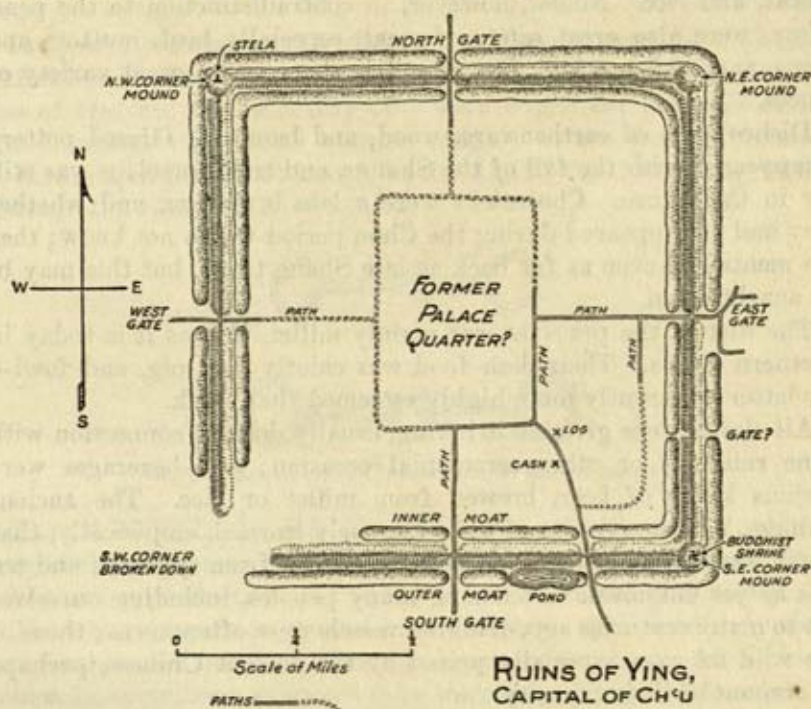 STELA
NORTH GATE
N.W. CORNER
MOUND
N.E. CORNER
MOUND
N
W E
S
FORMER
PALACE
QUARTER?
WEST
GATE
PATH
PATH
EAST
GATE
PATH
PATH
LOG
CASH X
GATE?
PATH
INNER MOAT
S.W. CORNER
BROKEN DOWN
BUDDHIST
SHRINE
S.E. CORNER
MOUND
OUTER MOAT
POND
SOUTH GATE
0
Scale of Miles
PATHS
RUINS OF YING,
CAPITAL OF CHʻU